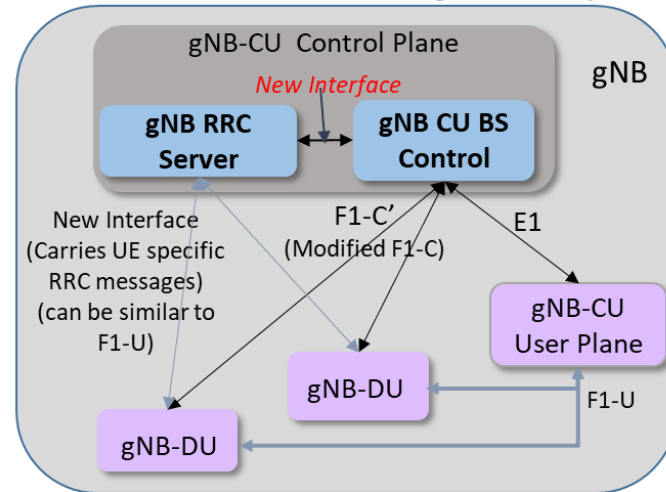 gNB-CU Control Plane
gNB
New Interface
gNB RRC
Server
gNB CU BS
Control
New Interface
(Carries UE specific
RRC messages)
(can be similar to
F1-U)
F1-C’
(Modified F1-C)
E1
gNB-CU
User Plane
gNB-DU
F1-U
gNB-DU